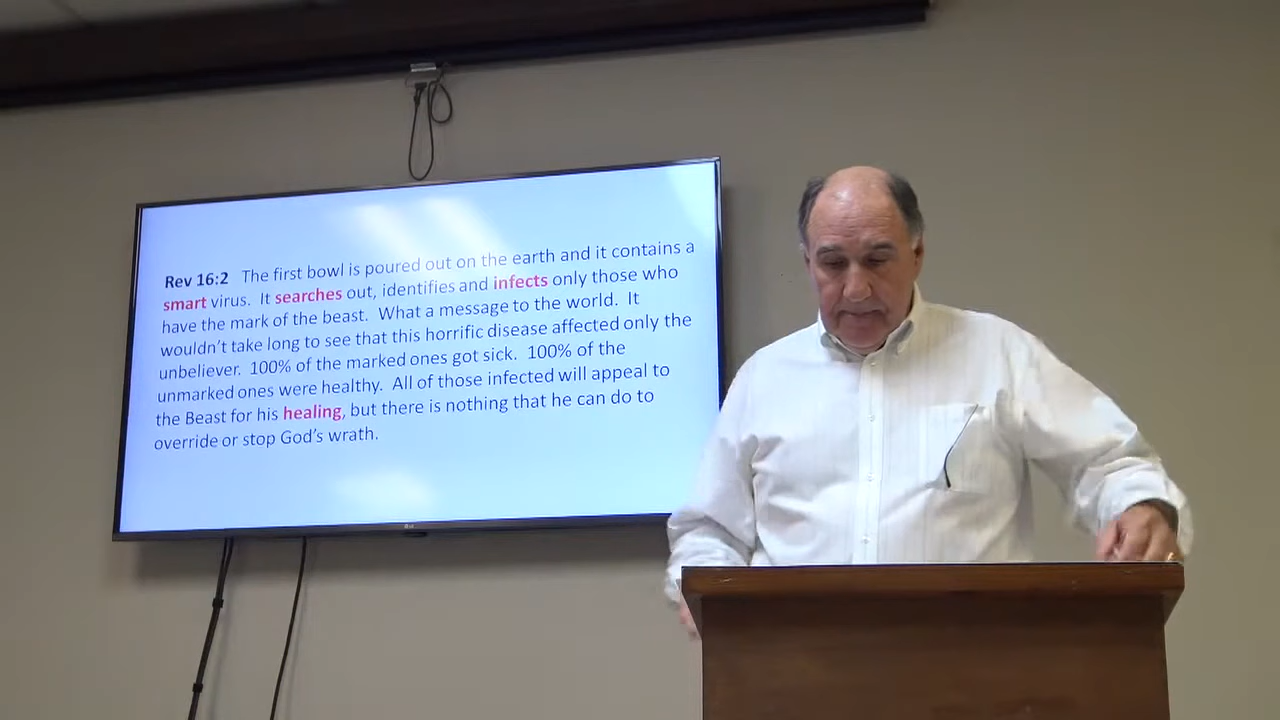 Rev 16:2 The first bowl is poured out on the earth and it contains a
smart virus. It searches out, identifies and infects only those who
have the mark of the beast. What a message to the world. It
wouldn't take long to see that this horrific disease affected only the
unbeliever. 100% of the marked ones got sick. 100% of the
unmarked ones were healthy. All of those infected will appeal to
the Beast for his healing, but there is nothing that he can do to
override or stop God's wrath.
LG